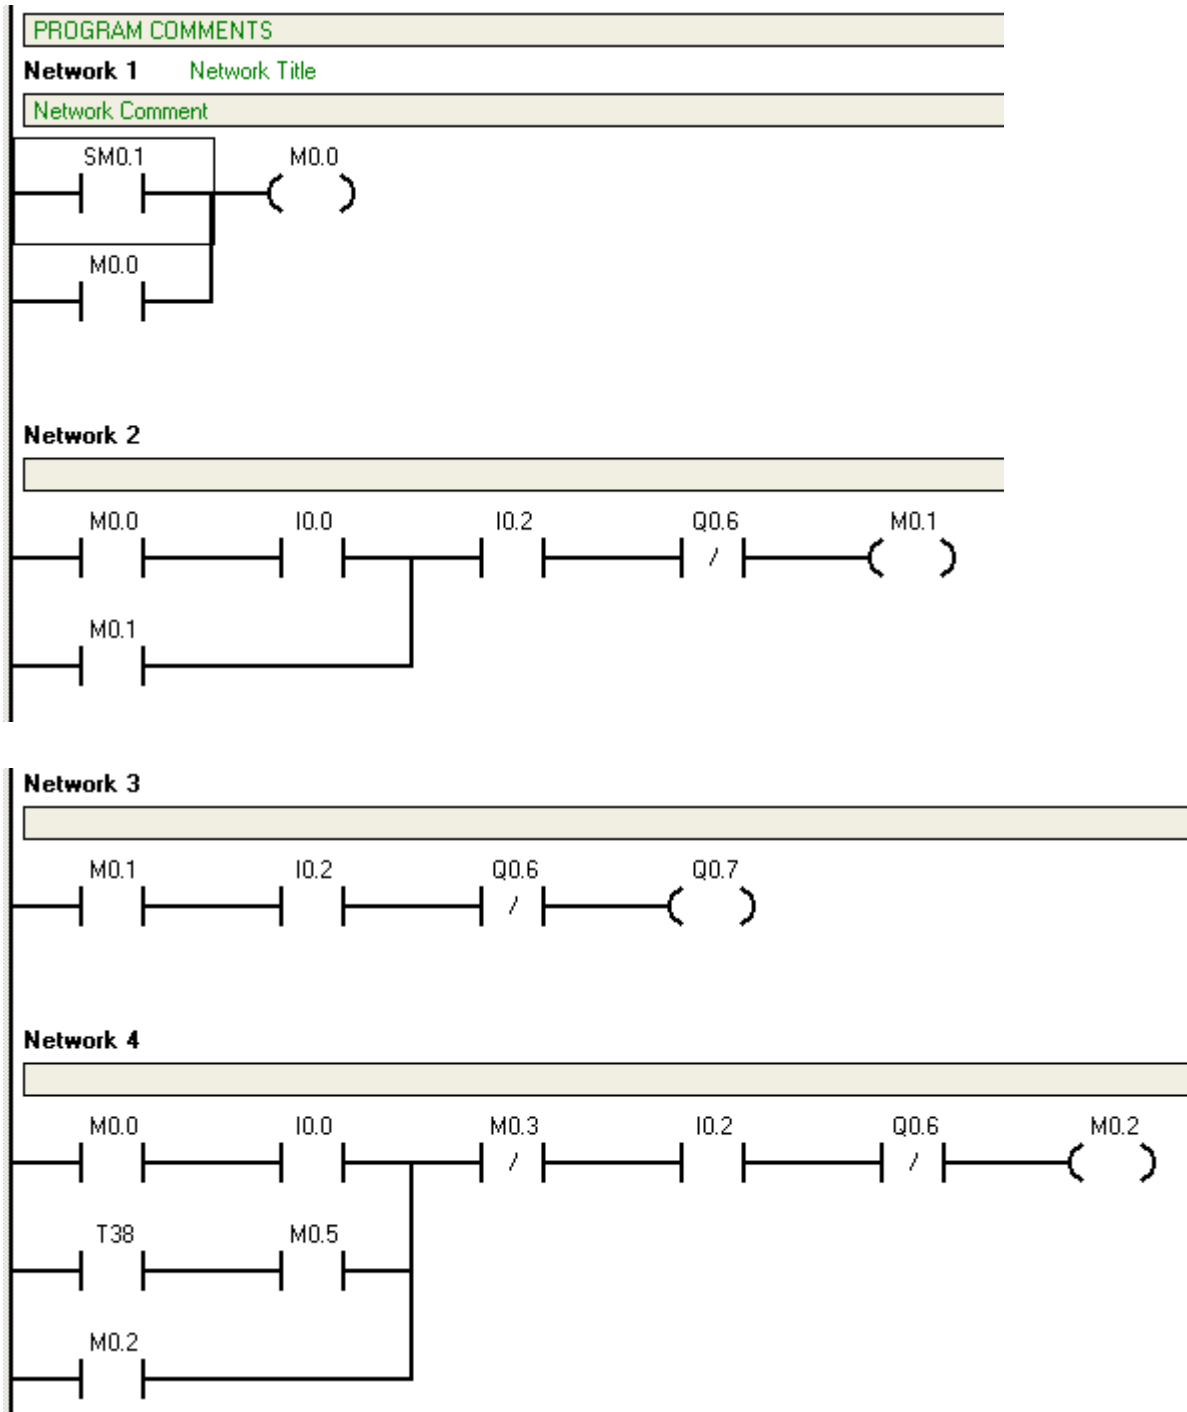 PROGRAM COMMENTS
Network 1 Network Title
Network Comment
SM0.1 M0.0
M0.0
Network 2
M0.0 I0.0 I0.2 Q0.6 M0.1
M0.1
Network 3
M0.1 I0.2 Q0.6 Q0.7
Network 4
M0.0 I0.0 M0.3 I0.2 Q0.6 M0.2
T38 M0.5
M0.2